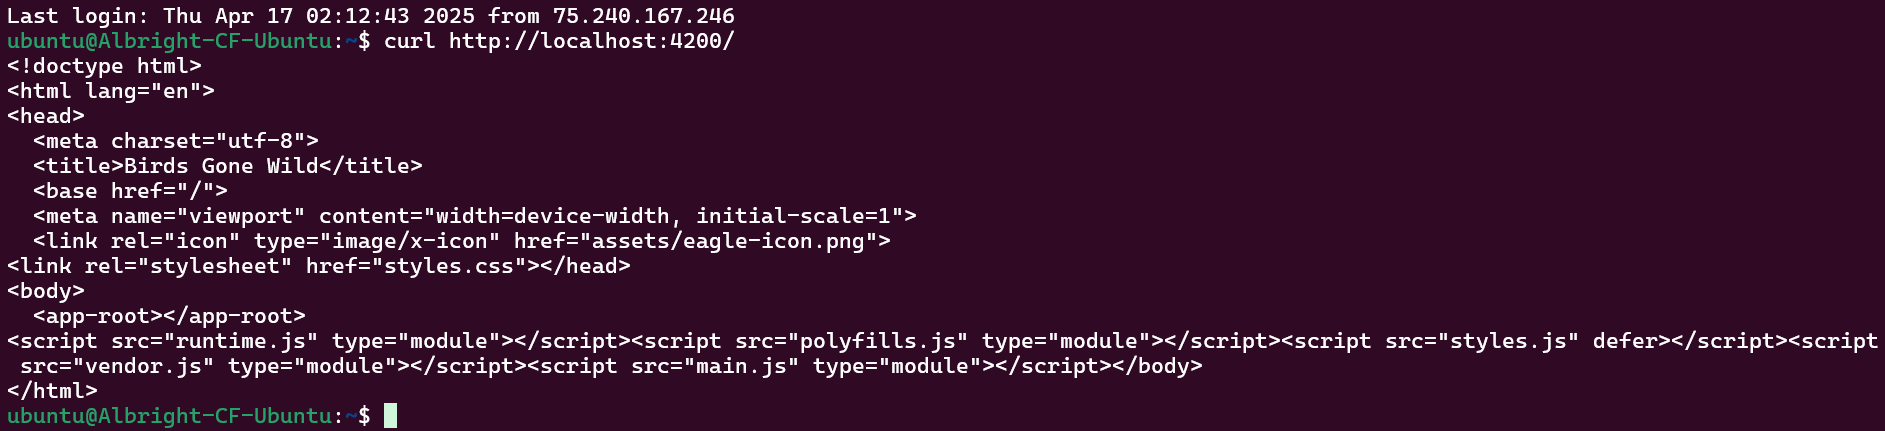 Last login: Thu Apr 17 02:12:43 2025 from 75.240.167.246
ubuntu@Albright-CF-Ubuntu:~$ curl http://localhost:4200/
<!doctype html>
<html lang="en">
<head>
  <meta charset="utf-8">
  <title>Birds Gone Wild</title>
  <base href="/">
  <meta name="viewport" content="width=device-width, initial-scale=1">
  <link rel="icon" type="image/x-icon" href="assets/eagle-icon.png">
<link rel="stylesheet" href="styles.css"></head>
<body>
  <app-root></app-root>
<script src="runtime.js" type="module"></script><script src="polyfills.js" type="module"></script><script src="styles.js" defer></script><script
 src="vendor.js" type="module"></script><script src="main.js" type="module"></script></body>
</html>
ubuntu@Albright-CF-Ubuntu:~$